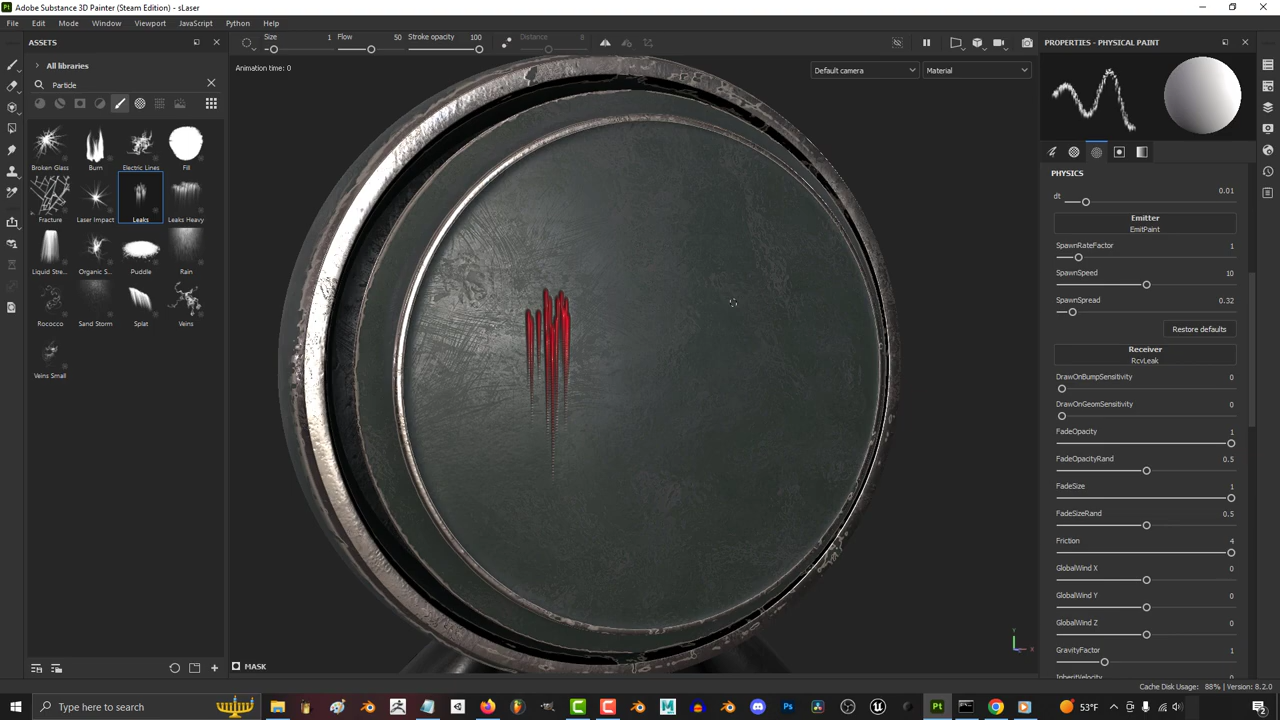 Adobe Substance 3D Painter (Steam Edition) - sLaser
File Edit Mode Window Viewport JavaScript Python Help
ASSETS
Size 1 Flow 50 Stroke opacity 100 Distance 8
PROPERTIES - PHYSICAL PAINT
All libraries
Particle
Animation time: 0
Default camera
Material
Broken Glass Burn Electric Lines Fill
Fracture Laser Impact Leaks Leaks Heavy
Liquid Stre... Organic S... Puddle Rain
Rococco Sand Storm Splat Veins
Veins Small
PHYSICS
dt 0.01
Emitter
EmitPaint
SpawnRateFactor 1
SpawnSpeed 10
SpawnSpread 0.32
Restore defaults
Receiver
RcvLeak
DrawOnBumpSensitivity 0
DrawOnGeomSensitivity 0
FadeOpacity 1
FadeOpacityRand 0.5
FadeSize 1
FadeSizeRand 0.5
Friction 4
GlobalWind X 0
GlobalWind Y 0
GlobalWind Z 0
GravityFactor 1
InheritVelocity
MASK
Cache Disk Usage: 88% | Version: 8.2.0
Type here to search
53°F